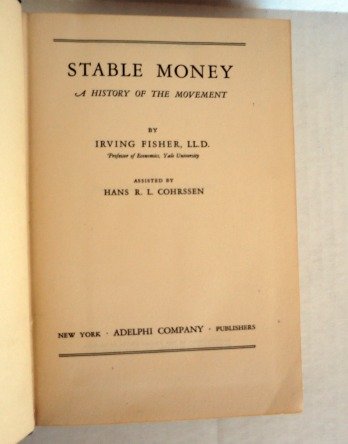 STABLE MONEY
A HISTORY OF THE MOVEMENT
BY
IRVING FISHER, LL.D.
Professor of Economics, Yale University
ASSISTED BY
HANS R. L. COHRSSEN
NEW YORK · ADELPHI COMPANY · PUBLISHERS